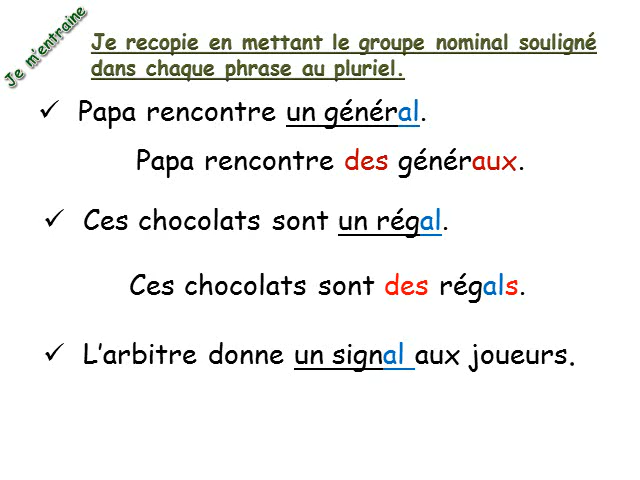 Je m'entraine
Je recopie en mettant le groupe nominal souligné
dans chaque phrase au pluriel.
✓ Papa rencontre un général.
Papa rencontre des généraux.
✓ Ces chocolats sont un régal.
Ces chocolats sont des régals.
✓ L’arbitre donne un signal aux joueurs.